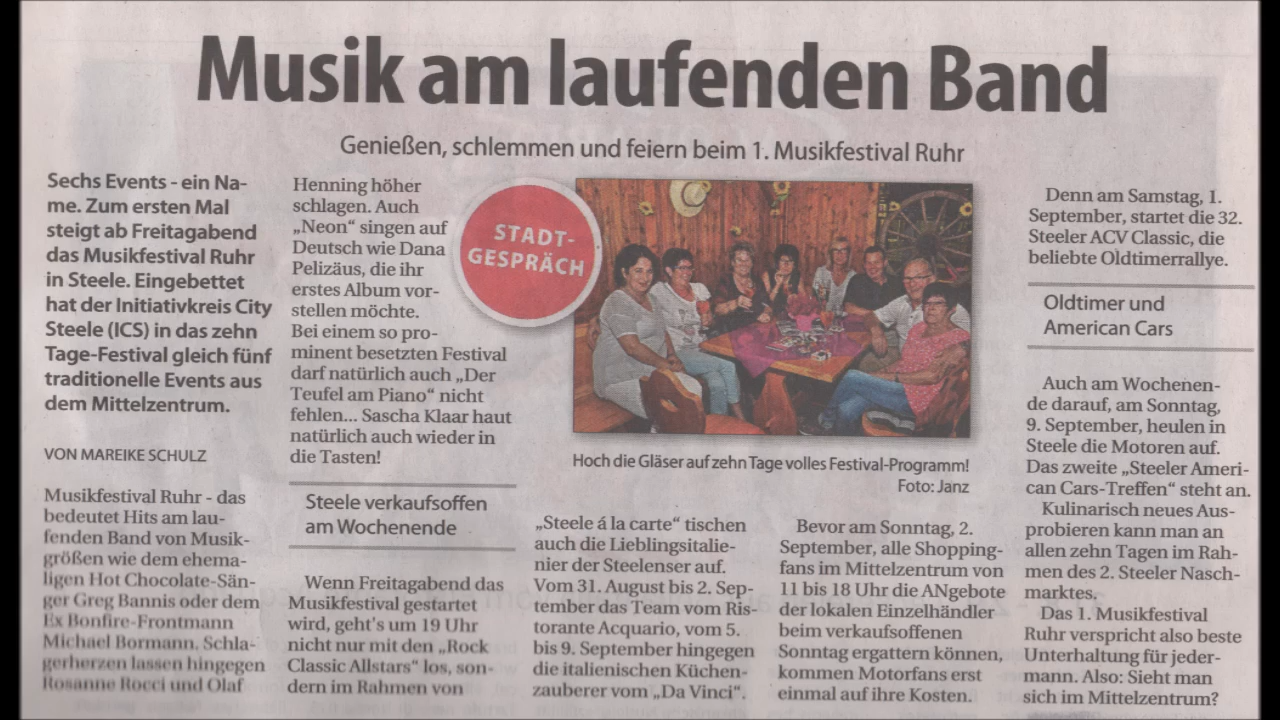 Musik am laufenden Band
Genießen, schlemmen und feiern beim 1. Musikfestival Ruhr
Sechs Events - ein Na-
me. Zum ersten Mal
steigt ab Freitagabend
das Musikfestival Ruhr
in Steele. Eingebettet
hat der Initiativkreis City
Steele (ICS) in das zehn
Tage-Festival gleich fünf
traditionelle Events aus
dem Mittelzentrum.
VON MAREIKE SCHULZ
Musikfestival Ruhr - das
bedeutet Hits am lau-
fenden Band von Musik-
größen wie dem ehema-
ligen Hot Chocolate-Sän-
ger Greg Bannis oder dem
Ex Bonfire-Frontmann
Michael Bormann. Schla-
gerherzen lassen hingegen
Rosanne Rocci und Olaf
Henning höher
schlagen. Auch
„Neon“ singen auf
Deutsch wie Dana
Pelizäus, die ihr
erstes Album vor-
stellen möchte.
Bei einem so pro-
minent besetzten Festival
darf natürlich auch „Der
Teufel am Piano“ nicht
fehlen... Sascha Klaar haut
natürlich auch wieder in
die Tasten!
Steele verkaufsoffen
am Wochenende
Wenn Freitagabend das
Musikfestival gestartet
wird, geht's um 19 Uhr
nicht nur mit den „Rock
Classic Allstars“ los, son-
dern im Rahmen von
STADT-
GESPRÄCH
Hoch die Gläser auf zehn Tage volles Festival-Programm!
Foto: Janz
„Steele á la carte“ tischen
auch die Lieblingsitalie-
nier der Steelenser auf.
Vom 31. August bis 2. Sep-
tember das Team vom Ris-
torante Acquario, vom 5.
bis 9. September hingegen
die italienischen Küchen-
zauberer vom „Da Vinci“.
Bevor am Sonntag, 2.
September, alle Shopping-
fans im Mittelzentrum von
11 bis 18 Uhr die ANgebote
der lokalen Einzelhändler
beim verkaufsoffenen
Sonntag ergattern können,
kommen Motorfans erst
einmal auf ihre Kosten.
Denn am Samstag, 1.
September, startet die 32.
Steeler ACV Classic, die
beliebte Oldtimerrallye.
Oldtimer und
American Cars
Auch am Wochenen-
de darauf, am Sonntag,
9. September, heulen in
Steele die Motoren auf.
Das zweite „Steeler Ameri-
can Cars-Treffen“ steht an.
Kulinarisch neues Aus-
probieren kann man an
allen zehn Tagen im Rah-
men des 2. Steeler Nasch-
marktes.
Das 1. Musikfestival
Ruhr verspricht also beste
Unterhaltung für jeder-
mann. Also: Sieht man
sich im Mittelzentrum?